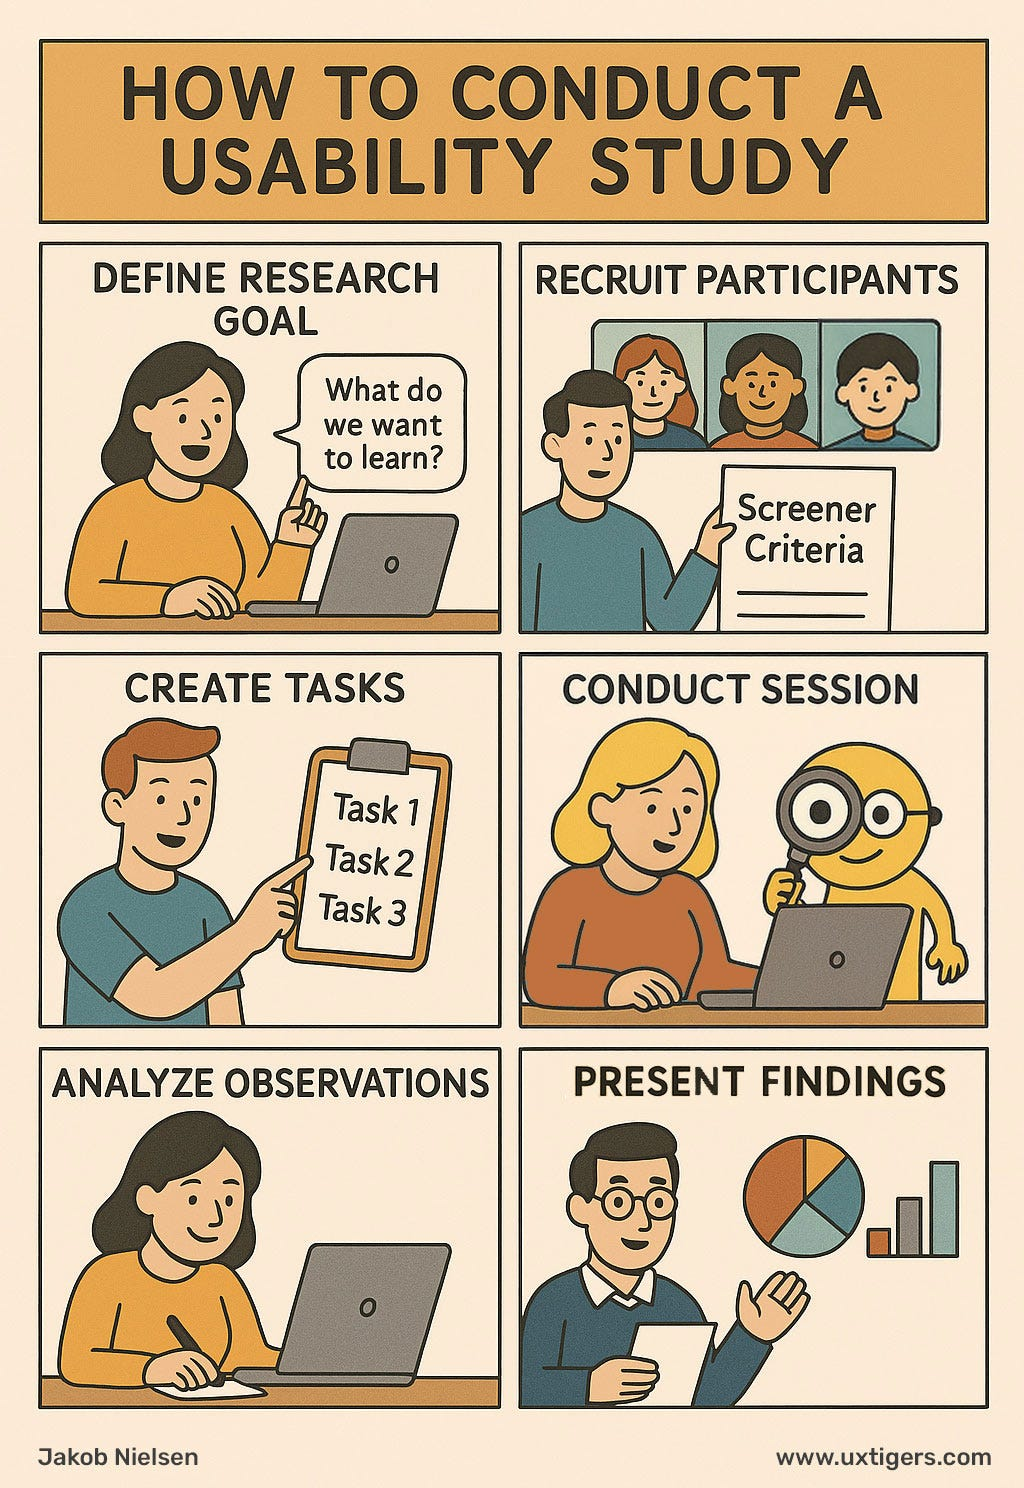 HOW TO CONDUCT A
USABILITY STUDY
DEFINE RESEARCH
GOAL
What do
we want
to learn?
RECRUIT PARTICIPANTS
Screener
Criteria
CREATE TASKS
Task 1
Task 2
Task 3
CONDUCT SESSION
ANALYZE OBSERVATIONS
PRESENT FINDINGS
Jakob Nielsen
www.uxtigers.com